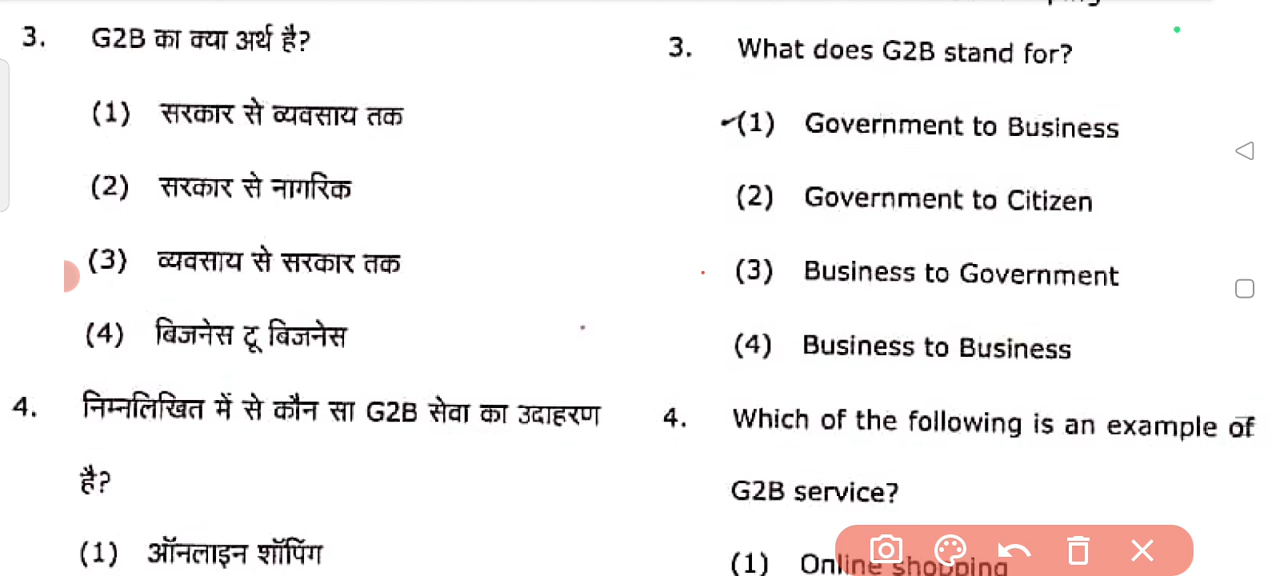 3. G2B का क्या अर्थ है?
(1) सरकार से व्यवसाय तक
(2) सरकार से नागरिक
(3) व्यवसाय से सरकार तक
(4) बिजनेस टू बिजनेस
4. निम्नलिखित में से कौन सा G2B सेवा का उदाहरण
है?
(1) ऑनलाइन शॉपिंग
3. What does G2B stand for?
(1) Government to Business
(2) Government to Citizen
(3) Business to Government
(4) Business to Business
4. Which of the following is an example of
G2B service?
(1) Online shopping